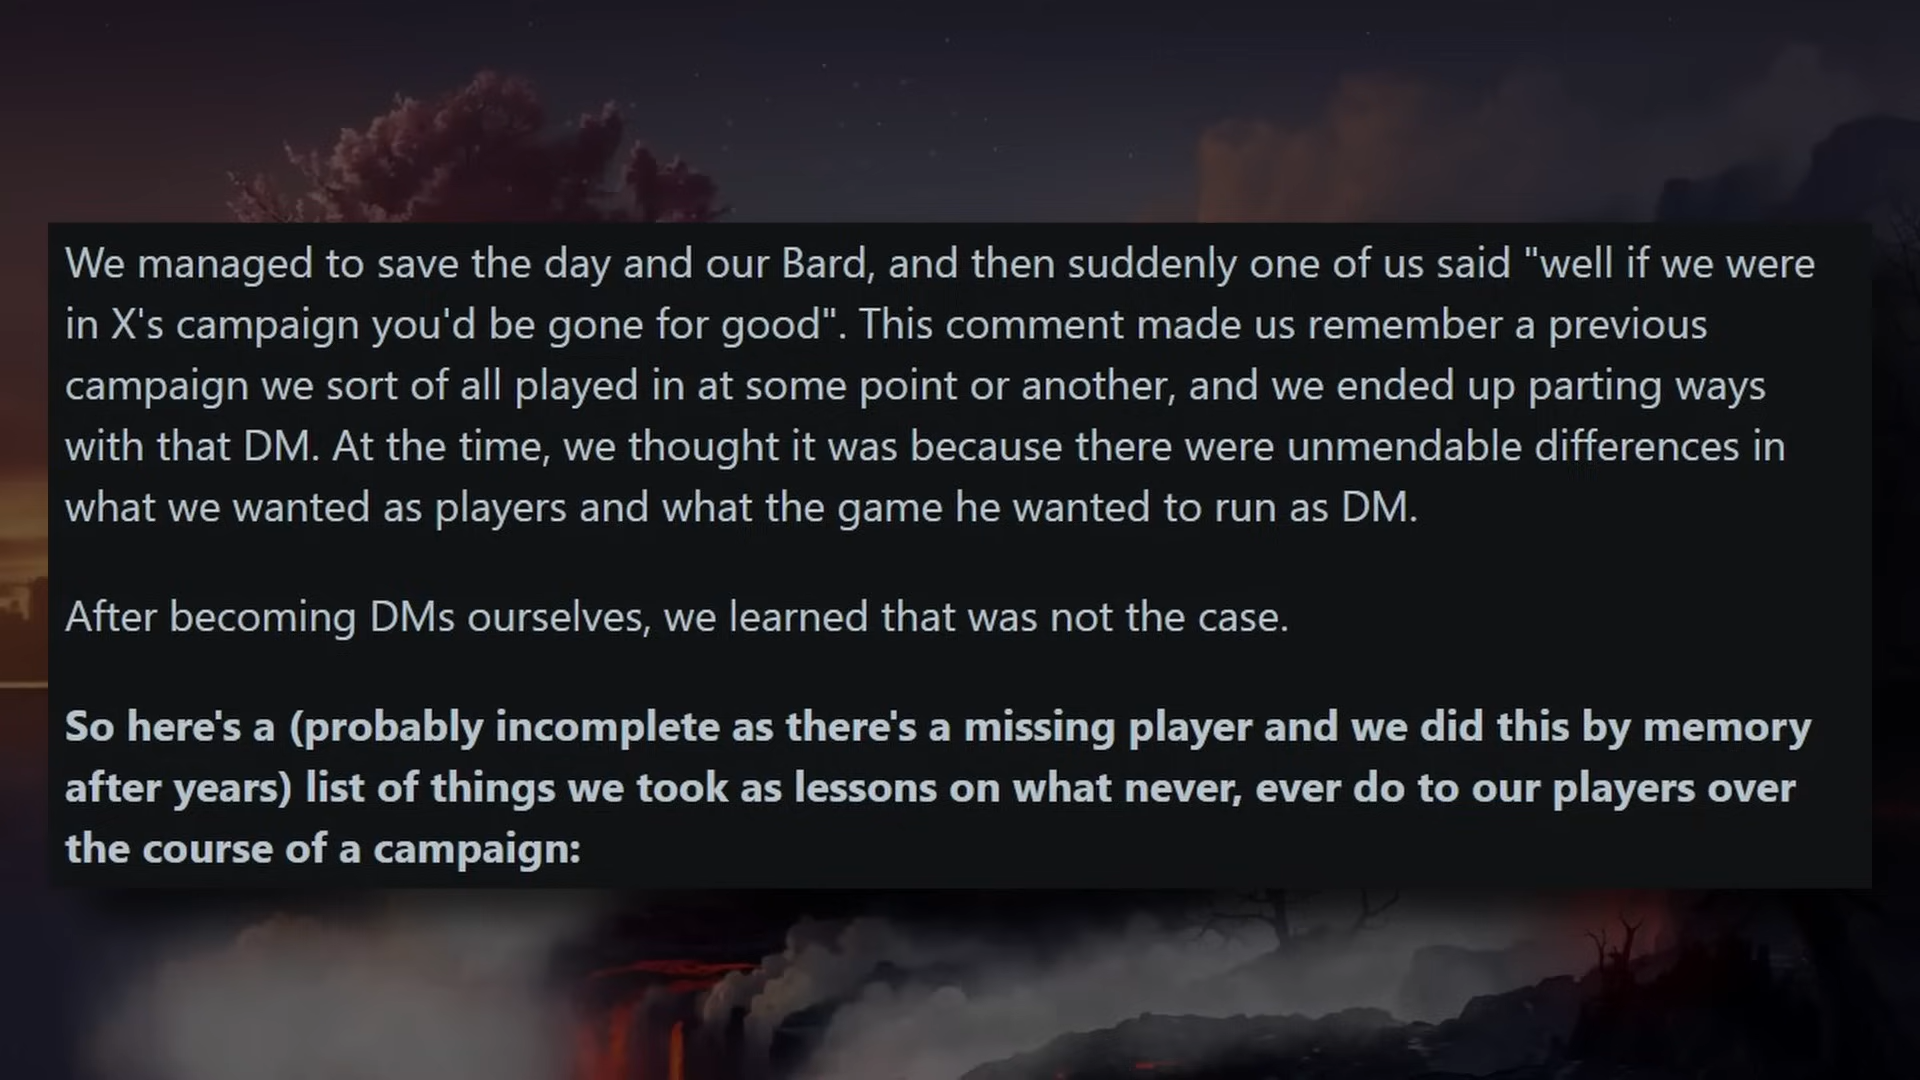 We managed to save the day and our Bard, and then suddenly one of us said "well if we were
in X's campaign you'd be gone for good". This comment made us remember a previous
campaign we sort of all played in at some point or another, and we ended up parting ways
with that DM. At the time, we thought it was because there were unmendable differences in
what we wanted as players and what the game he wanted to run as DM.
After becoming DMs ourselves, we learned that was not the case.
So here's a (probably incomplete as there's a missing player and we did this by memory
after years) list of things we took as lessons on what never, ever do to our players over
the course of a campaign: